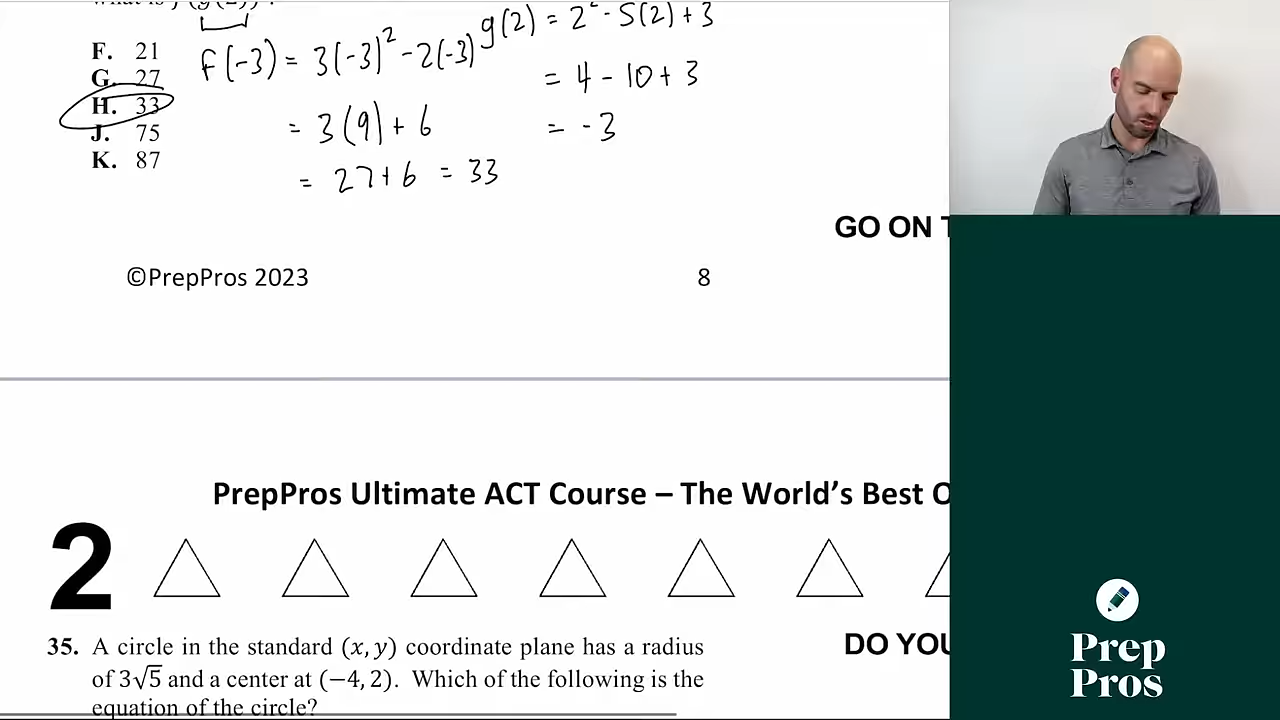 What is f(g(2))?
F. 21
G. 27
H. 33
J. 75
K. 87
f(-3) = 3(-3)² - 2(-3)
= 3(9) + 6
= 27 + 6 = 33
g(2) = 2² - 5(2) + 3
= 4 - 10 + 3
= -3
GO ON
©PrepPros 2023
8
PrepPros Ultimate ACT Course – The World’s Best
2
35. A circle in the standard (x, y) coordinate plane has a radius
of 3√5 and a center at (−4, 2). Which of the following is the
equation of the circle?
DO YOU
Prep
Pros